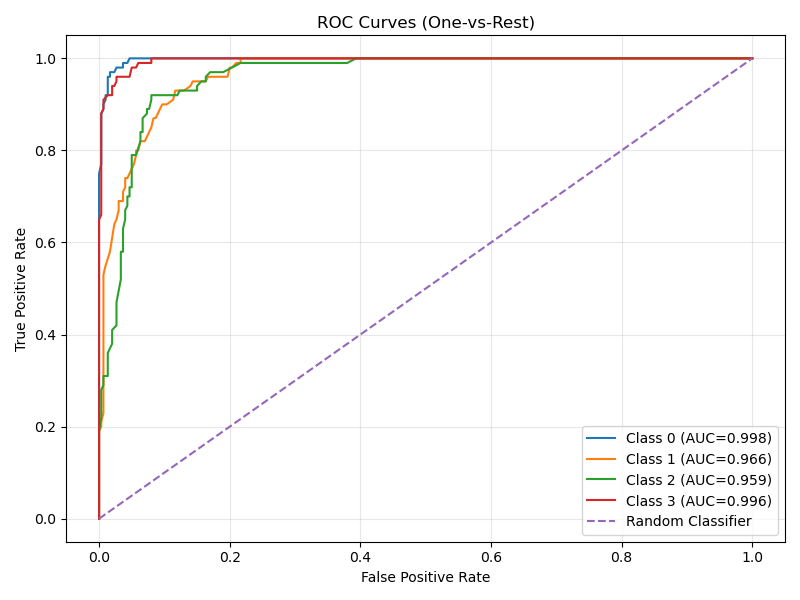 ROC Curves (One-vs-Rest)
True Positive Rate
1.0
0.8
0.6
0.4
0.2
0.0
Class 0 (AUC=0.998)
Class 1 (AUC=0.966)
Class 2 (AUC=0.959)
Class 3 (AUC=0.996)
Random Classifier
0.0 0.2 0.4 0.6 0.8 1.0
False Positive Rate